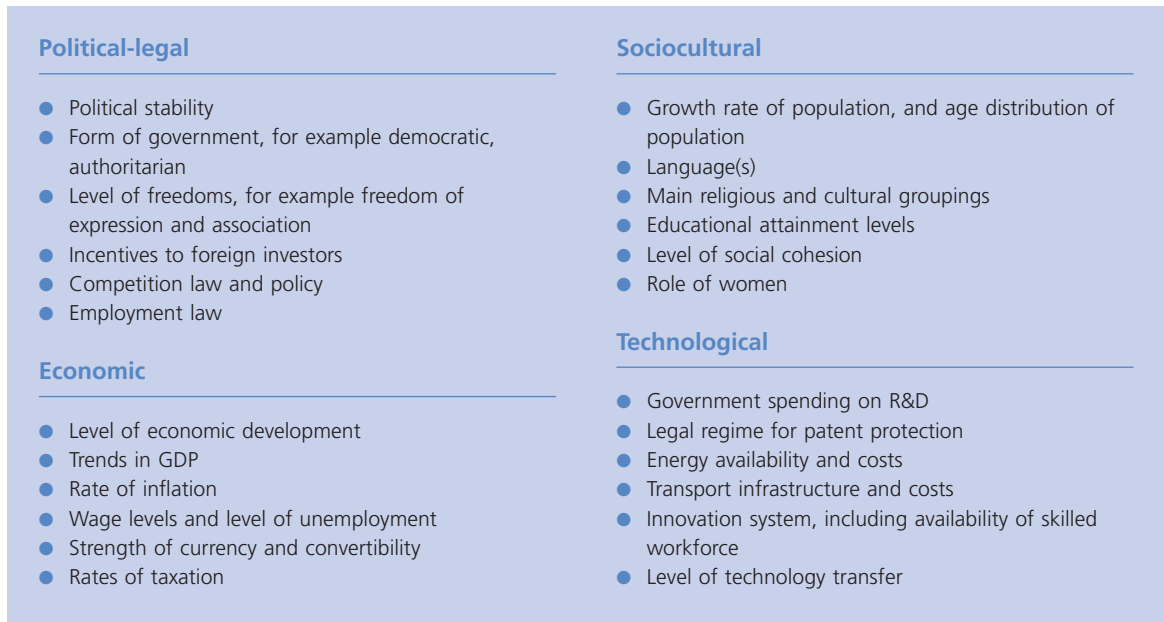 Political-legal
● Political stability
● Form of government, for example democratic,
authoritarian
● Level of freedoms, for example freedom of
expression and association
● Incentives to foreign investors
● Competition law and policy
● Employment law
Economic
● Level of economic development
● Trends in GDP
● Rate of inflation
● Wage levels and level of unemployment
● Strength of currency and convertibility
● Rates of taxation
Sociocultural
● Growth rate of population, and age distribution of
population
● Language(s)
● Main religious and cultural groupings
● Educational attainment levels
● Level of social cohesion
● Role of women
Technological
● Government spending on R&D
● Legal regime for patent protection
● Energy availability and costs
● Transport infrastructure and costs
● Innovation system, including availability of skilled
workforce
● Level of technology transfer